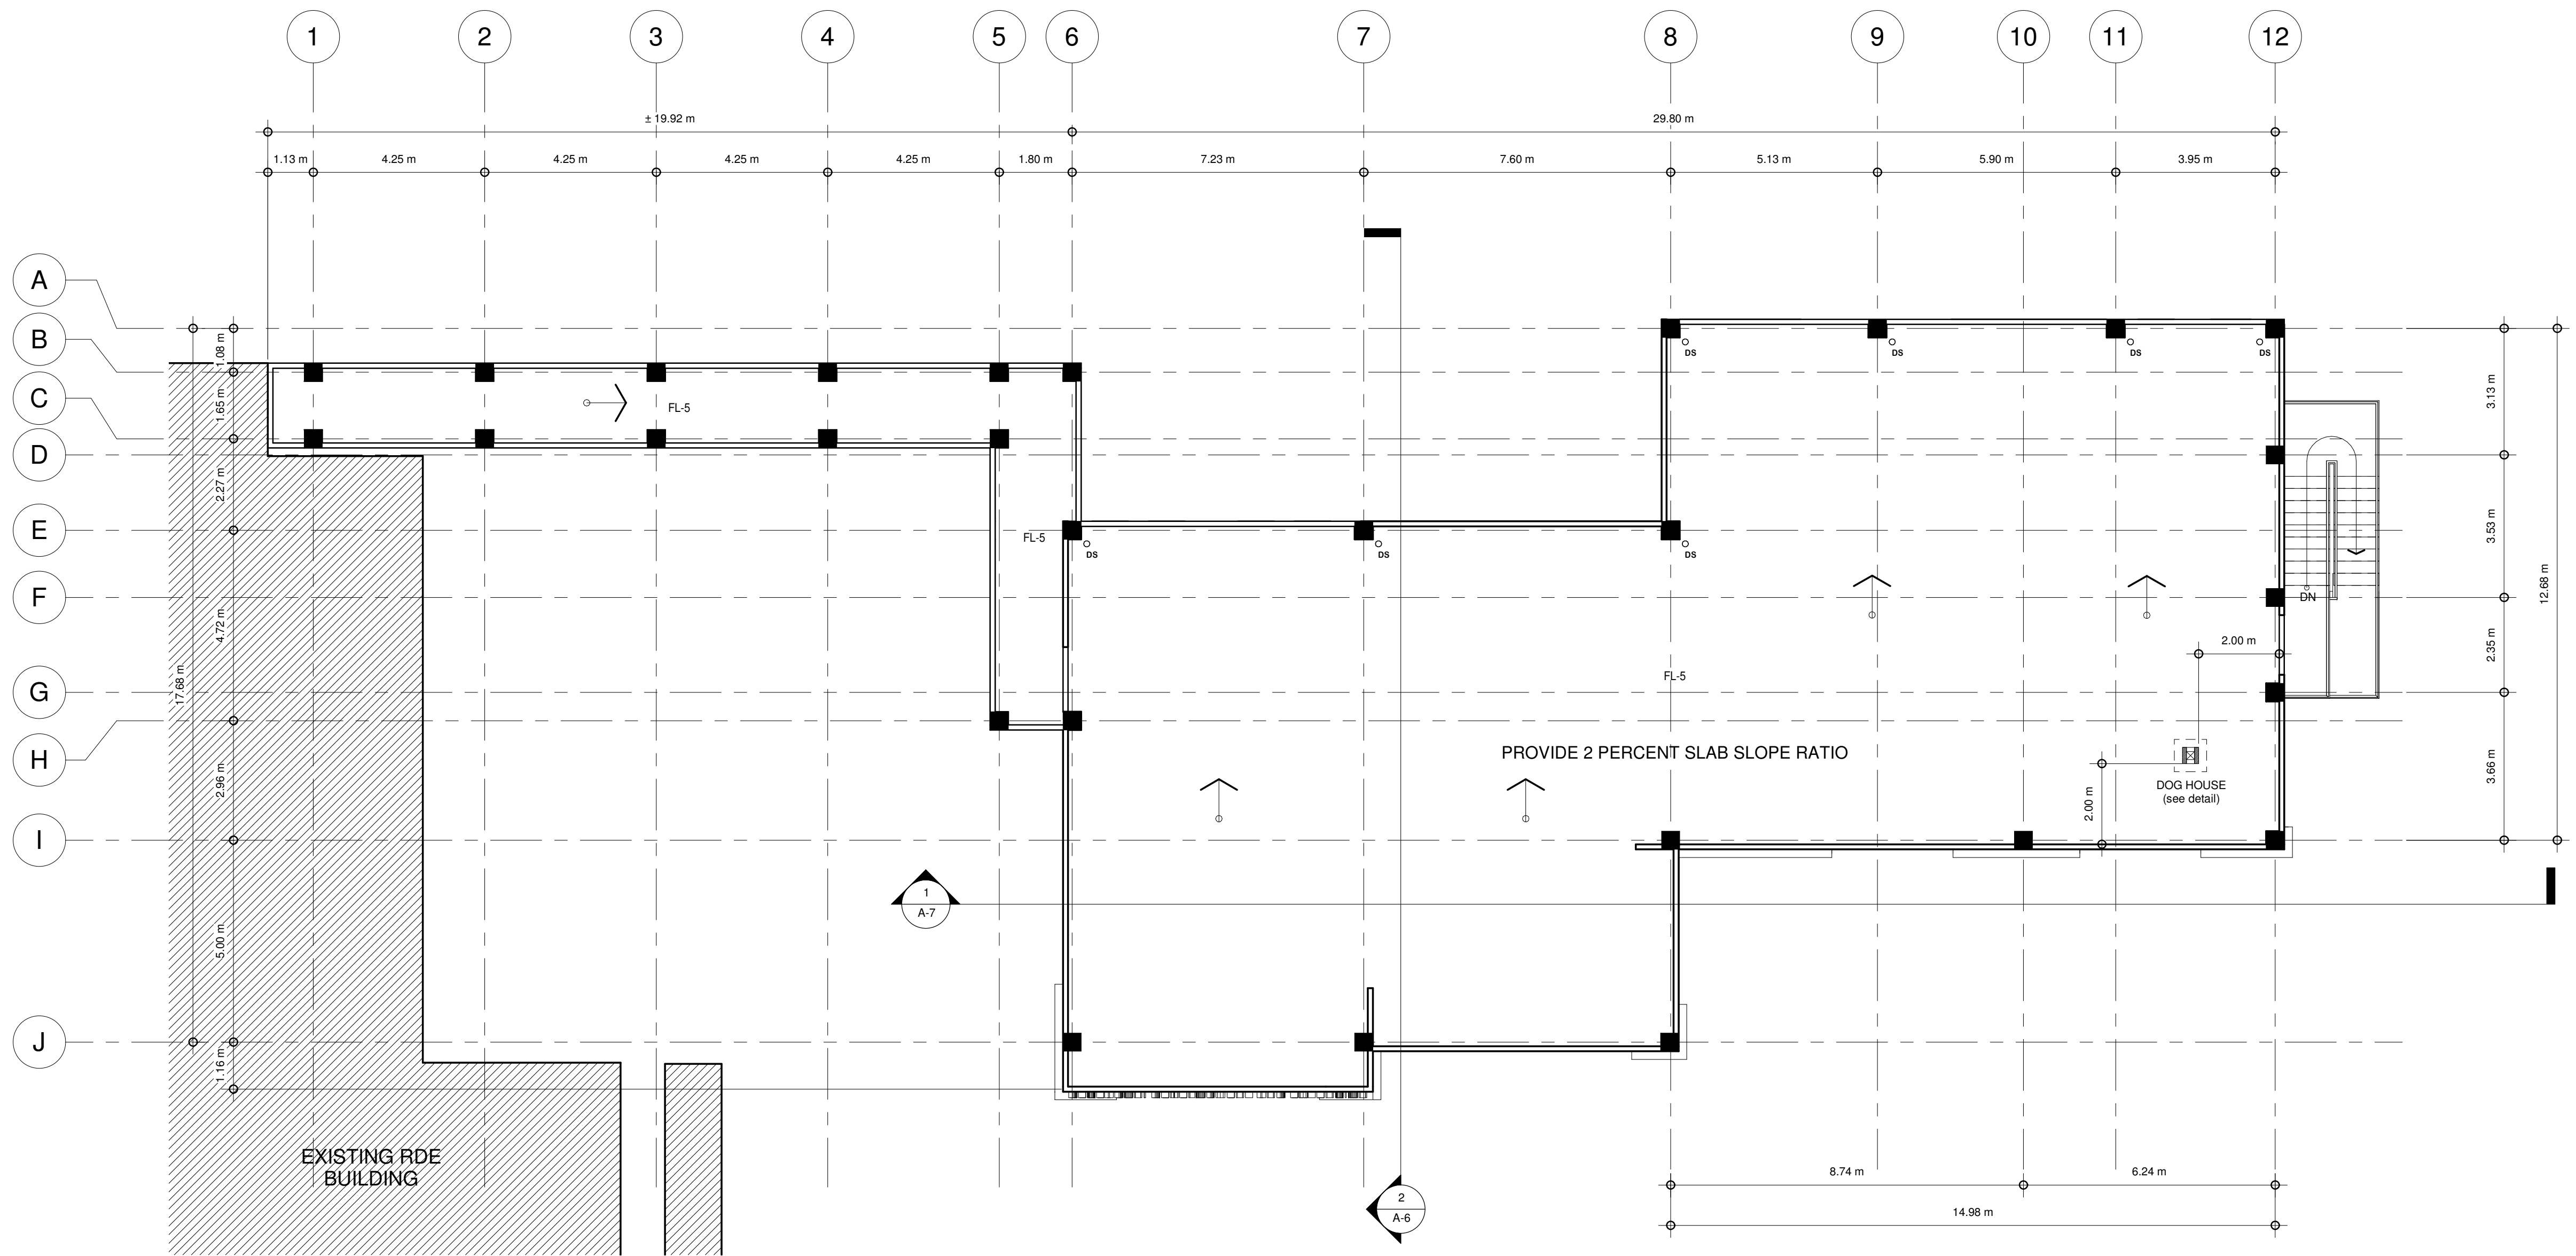 1 2 3 4 5 6 7 8 9 10 11 12
± 19.92 m 29.80 m
1.13 m 4.25 m 4.25 m 4.25 m 4.25 m 1.80 m 7.23 m 7.60 m 5.13 m 5.90 m 3.95 m
A
B
C
D
E
F
G
H
I
J
1.08 m
1.65 m
2.27 m
4.72 m
2.96 m
5.00 m
1.16 m
17.68 m
DS DS DS DS
FL-5
FL-5
DS DS DS
3.13 m
3.53 m
2.35 m
3.66 m
12.68 m
DN
2.00 m
FL-5
PROVIDE 2 PERCENT SLAB SLOPE RATIO
DOG HOUSE
(see detail)
2.00 m
1
A-7
EXISTING RDE
BUILDING
2
A-6
8.74 m 6.24 m
14.98 m